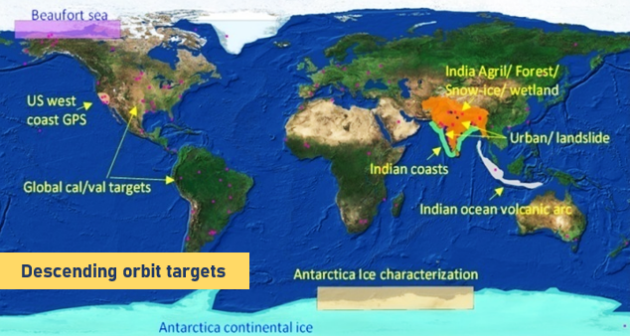 Beaufort sea
India Agril/ Forest/
Snow-ice/ wetland
US west
coast GPS
Urban/ landslide
Indian coasts
Global cal/val targets
Indian ocean volcanic arc
Descending orbit targets
Antarctica Ice characterization
Antarctica continental ice